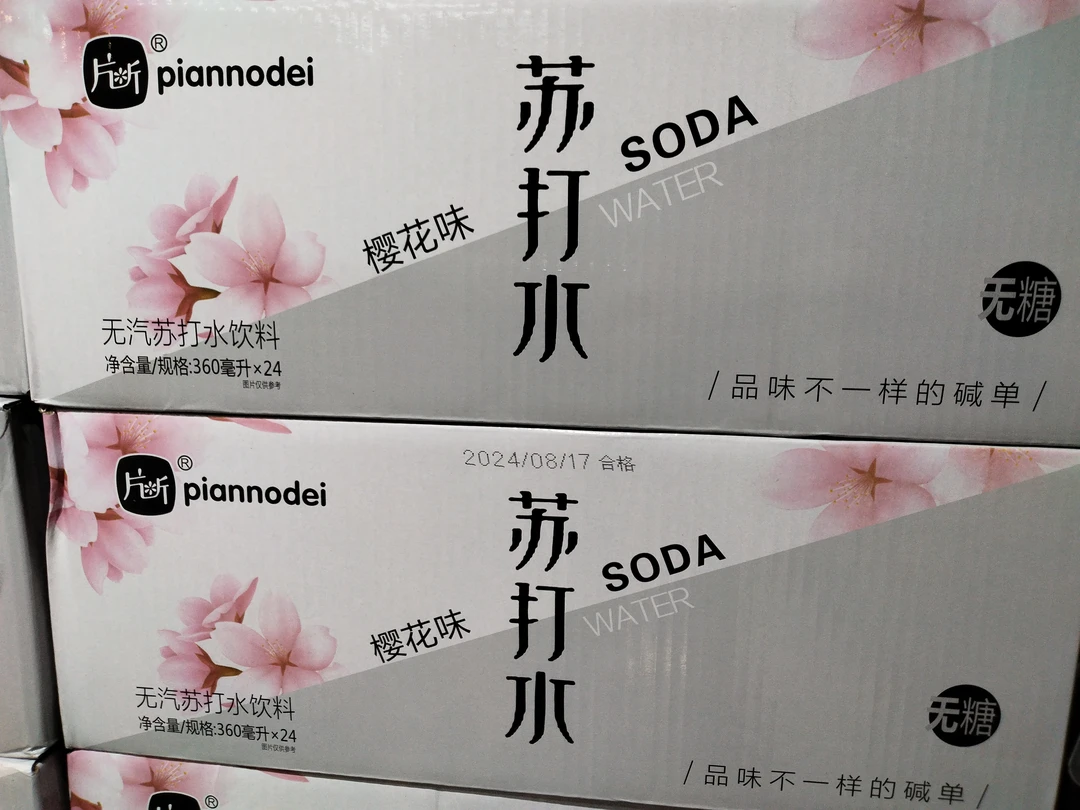 片断® piannodei
苏打水
SODA
WATER
樱花味
无糖
无汽苏打水饮料
净含量/规格:360毫升×24
图片仅供参考
/ 品味不一样的碱单 /
2024/08/17 合格
片断® piannodei
苏打水
SODA
WATER
樱花味
无糖
无汽苏打水饮料
净含量/规格:360毫升×24
图片仅供参考
/ 品味不一样的碱单 /
®